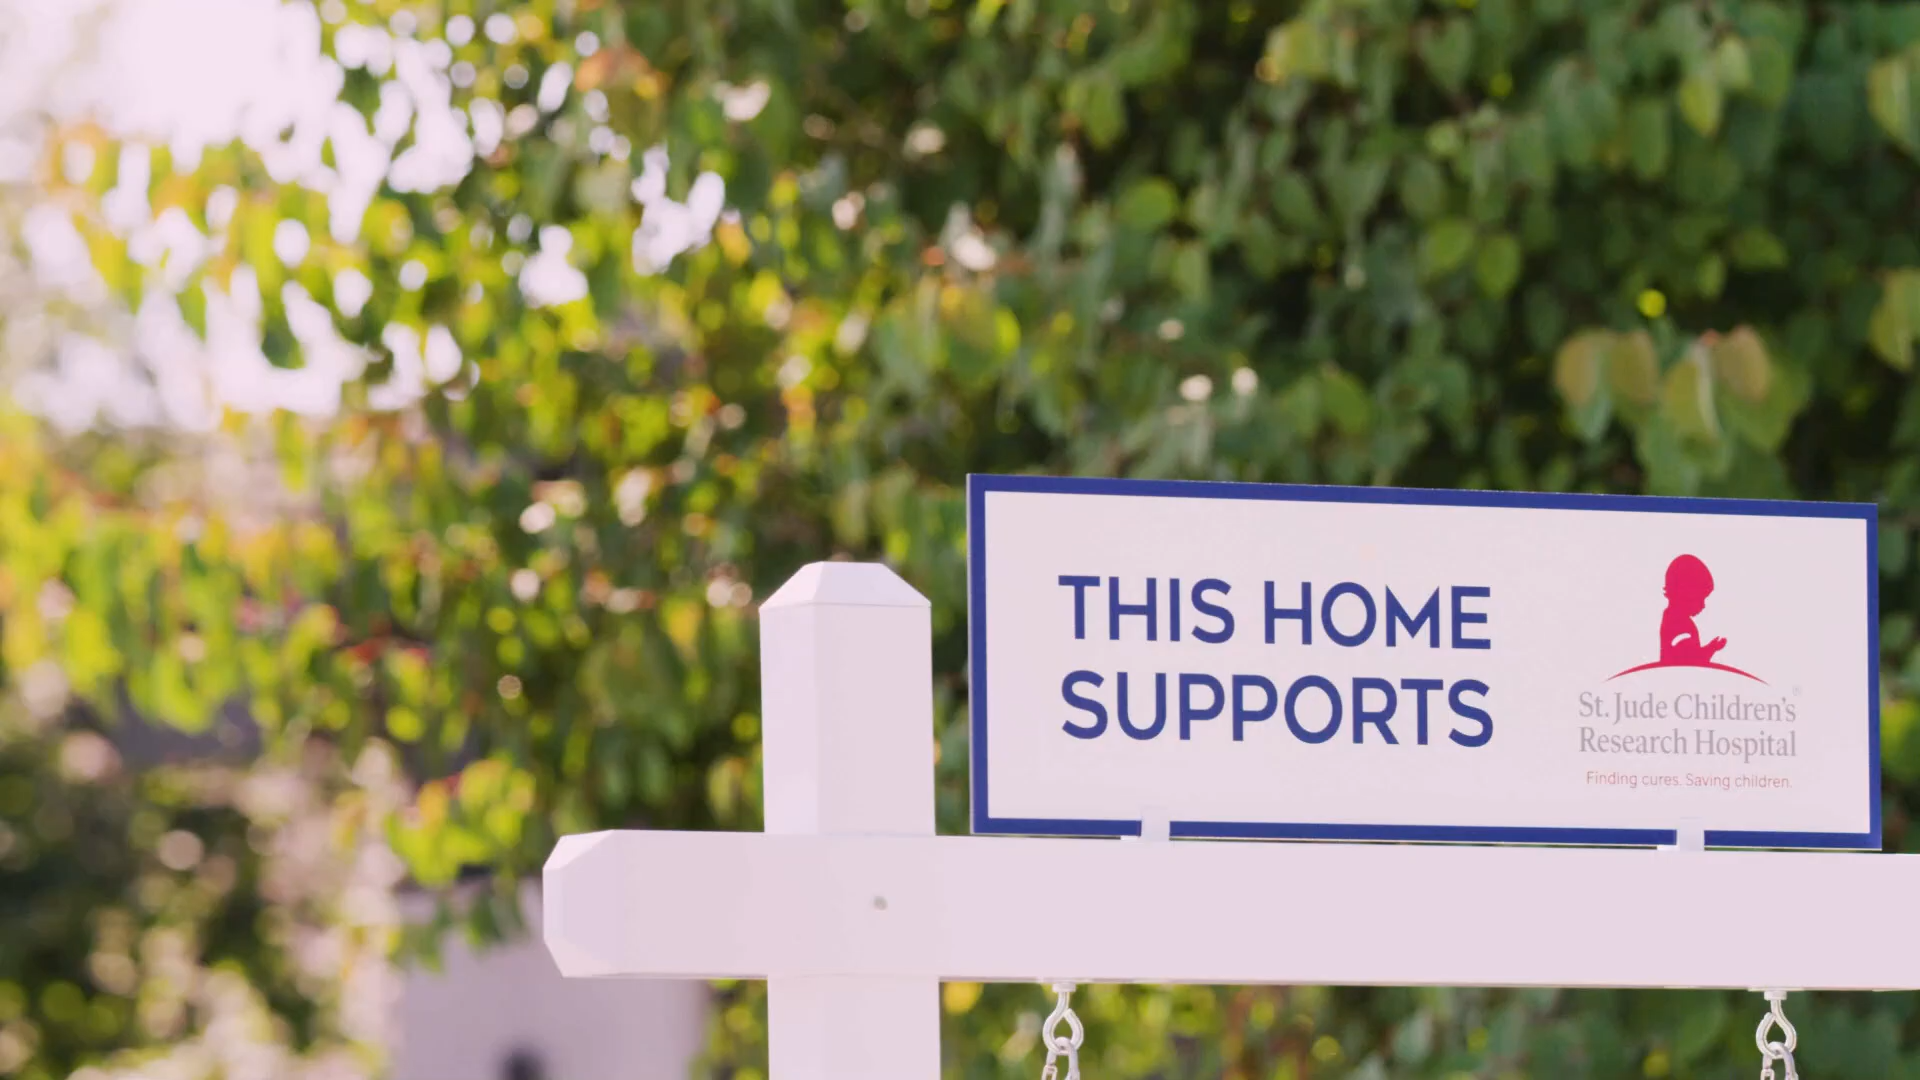 THIS HOME
SUPPORTS
St. Jude Children's®
Research Hospital
Finding cures. Saving children.